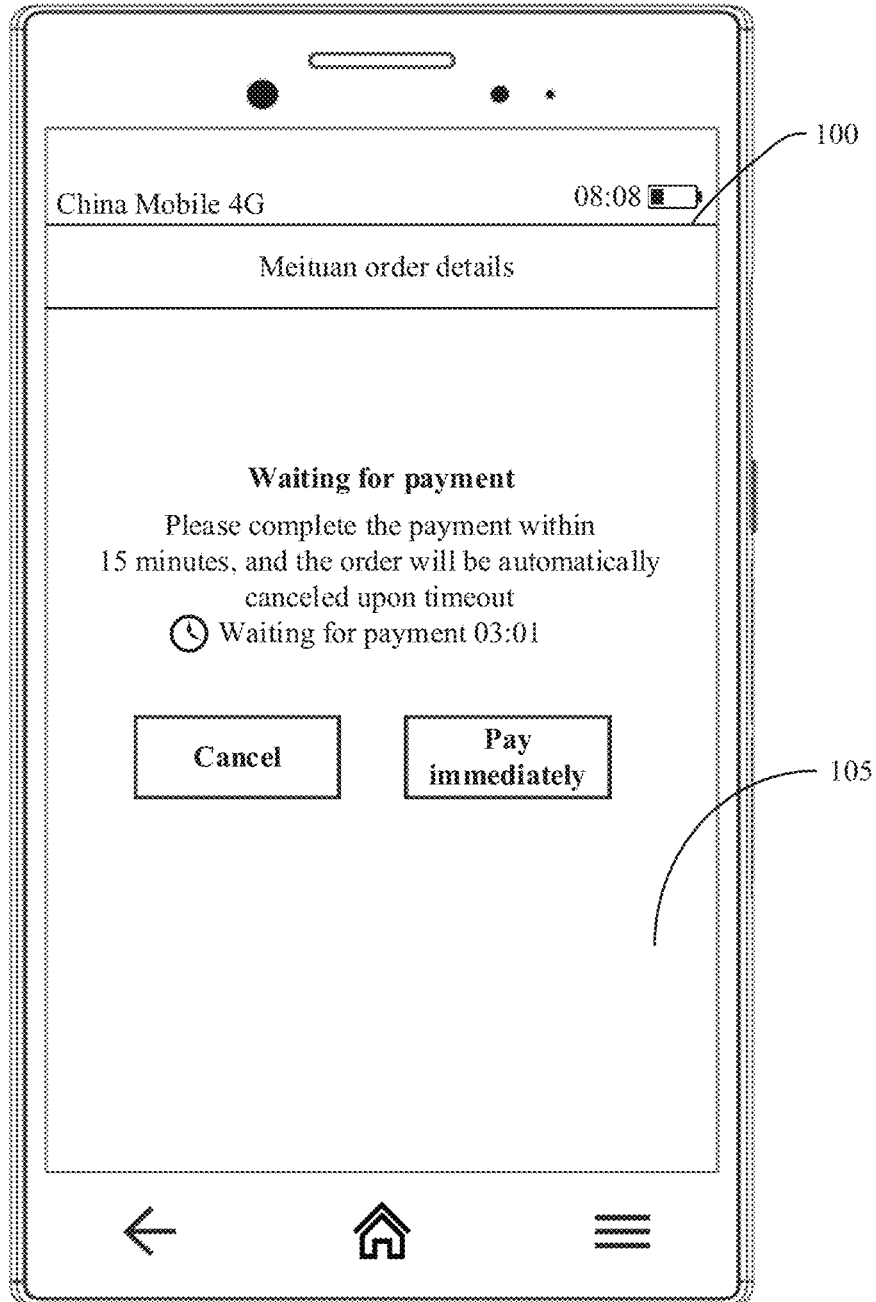 100
China Mobile 4G 08:08
Meituan order details
Waiting for payment
Please complete the payment within
15 minutes, and the order will be automatically
canceled upon timeout
Waiting for payment 03:01
Cancel
Pay
immediately
105